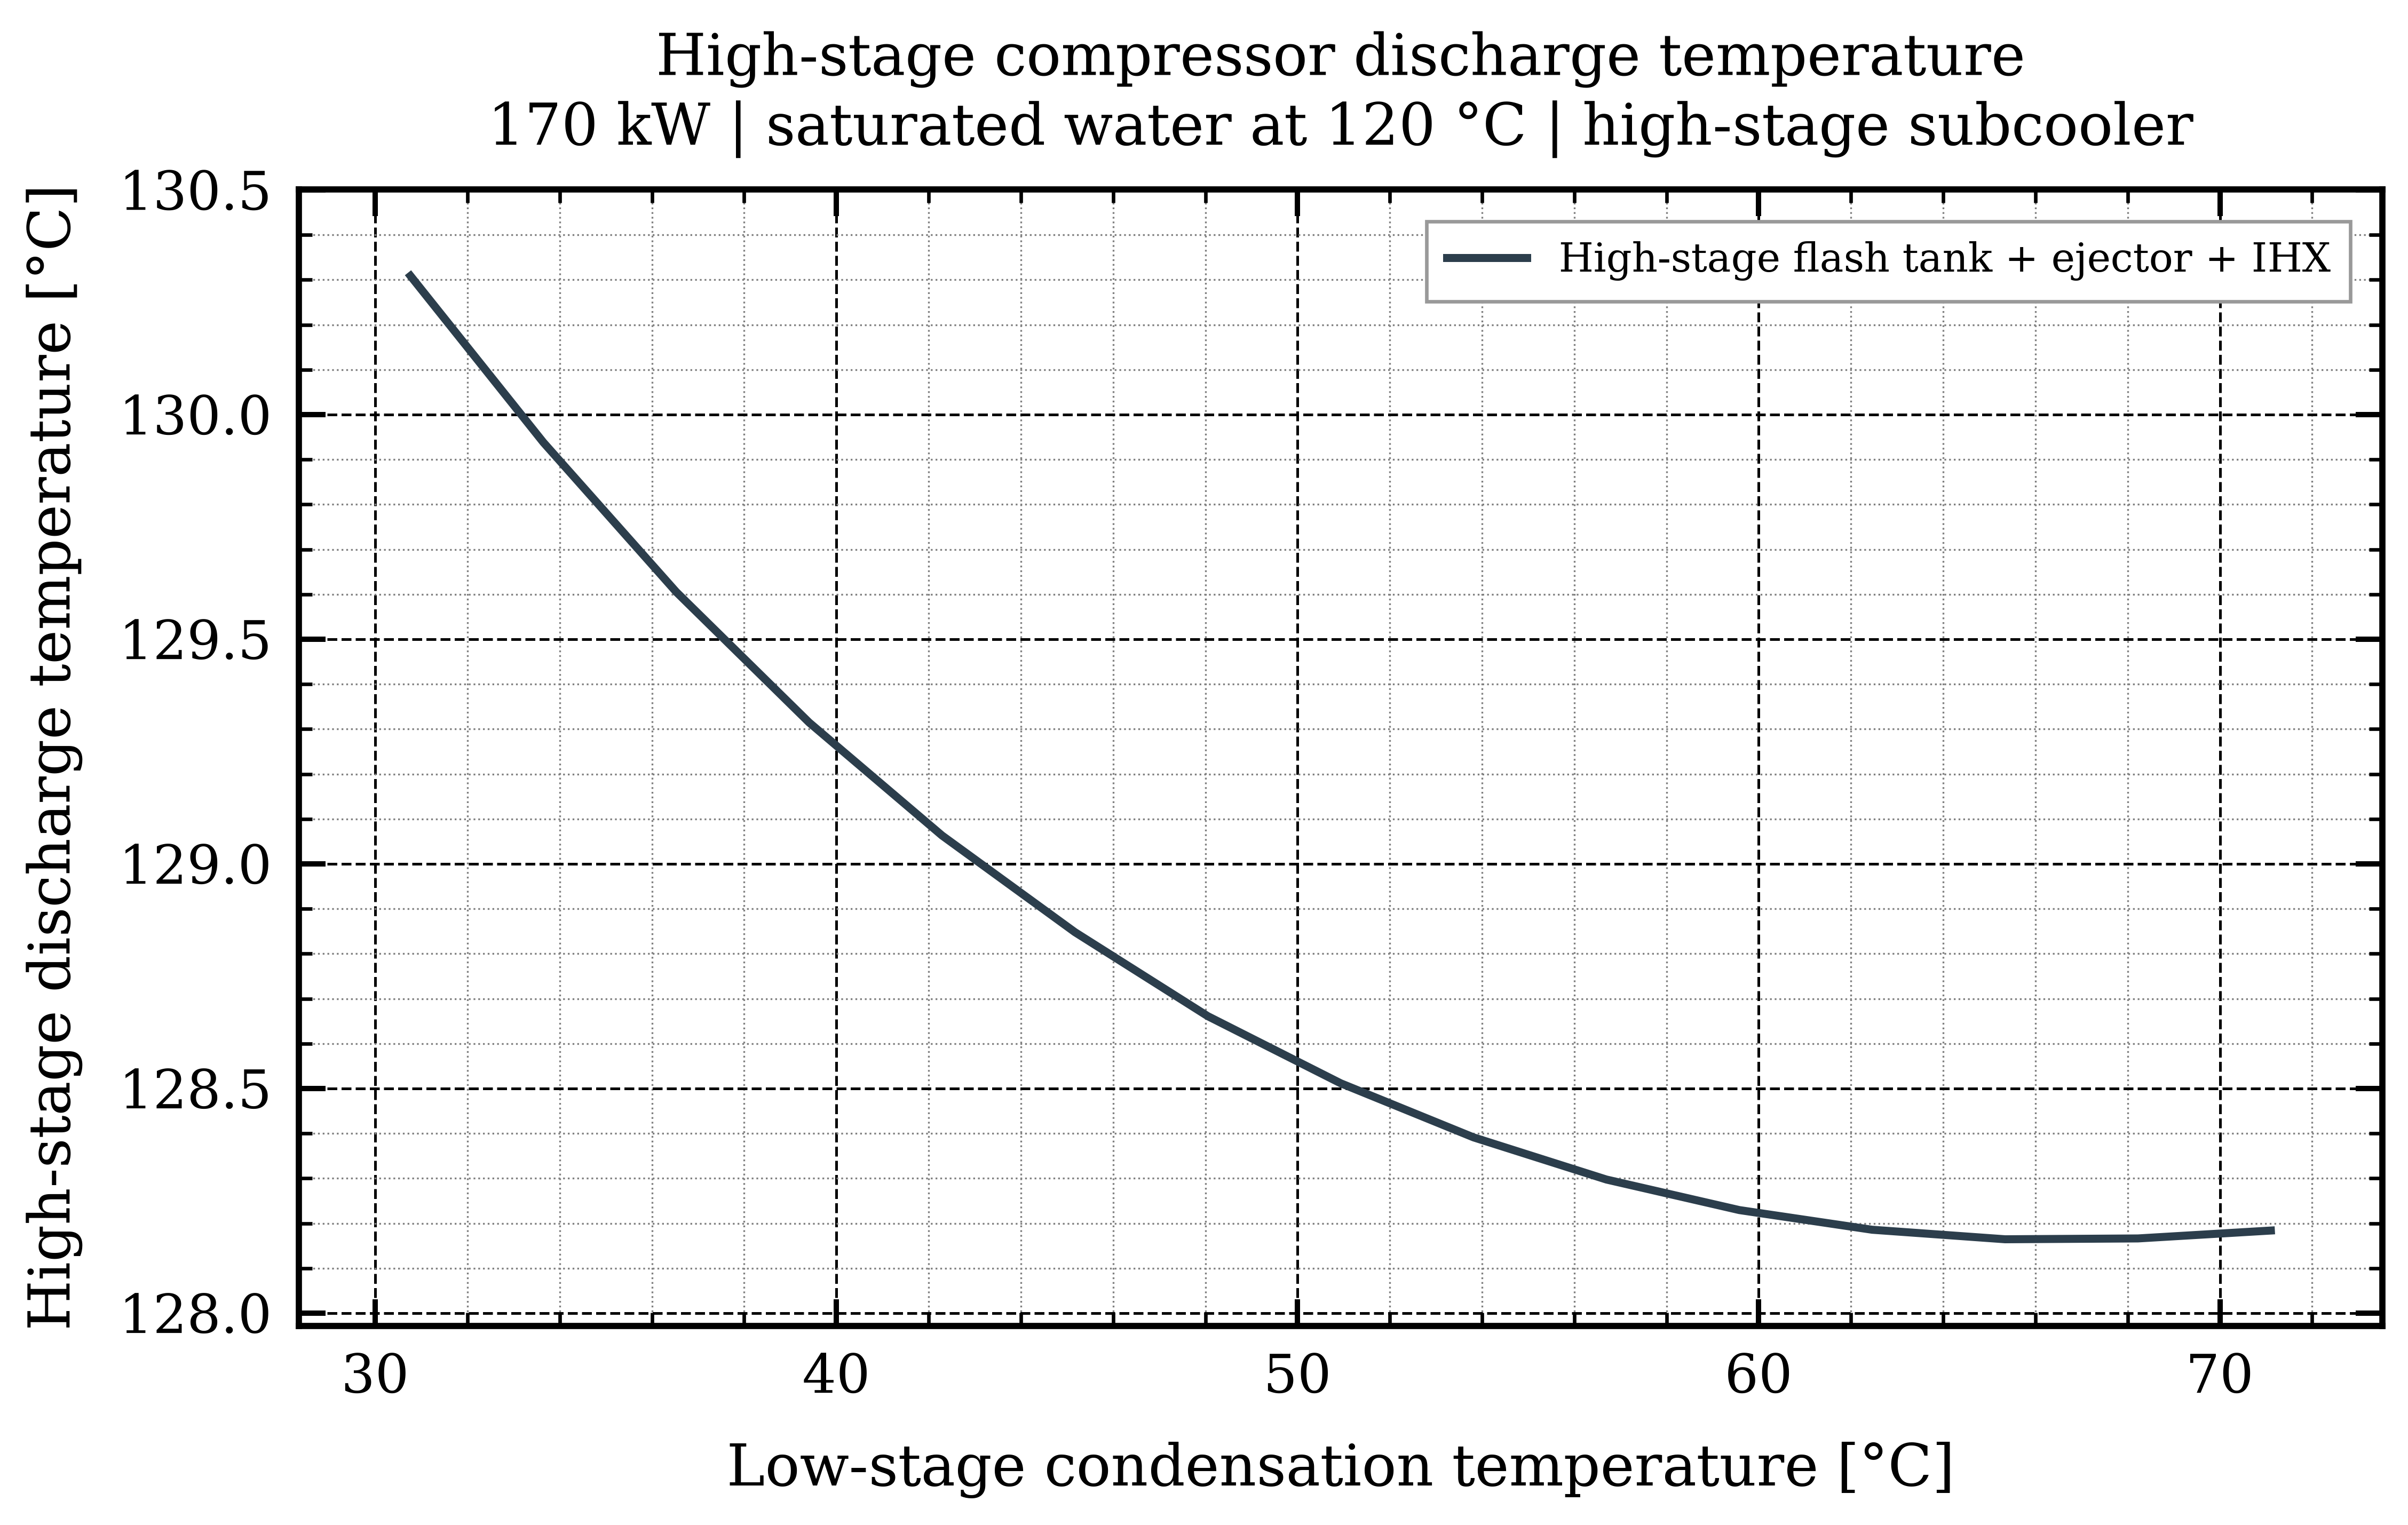 High-stage compressor discharge temperature
170 kW | saturated water at 120 °C | high-stage subcooler
High-stage discharge temperature [°C]
130.5
130.0
129.5
129.0
128.5
128.0
High-stage flash tank + ejector + IHX
30 40 50 60 70
Low-stage condensation temperature [°C]